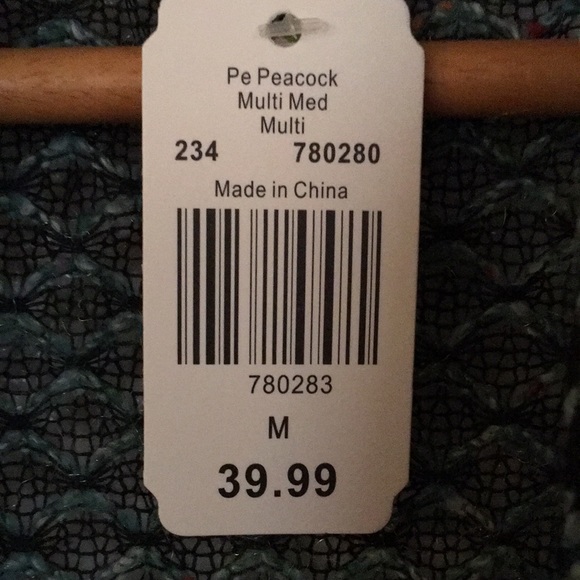 Pe Peacock
Multi Med
Multi
234 780280
Made in China
780283
M
39.99